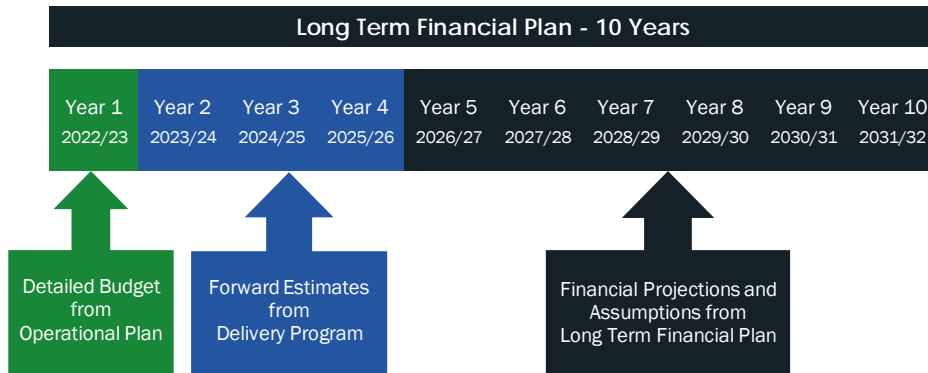 Long Term Financial Plan - 10 Years
Year 1 Year 2 Year 3 Year 4 Year 5 Year 6 Year 7 Year 8 Year 9 Year 10
2022/23 2023/24 2024/25 2025/26 2026/27 2027/28 2028/29 2029/30 2030/31 2031/32
Detailed Budget
from
Operational Plan
Forward Estimates
from
Delivery Program
Financial Projections and
Assumptions from
Long Term Financial Plan